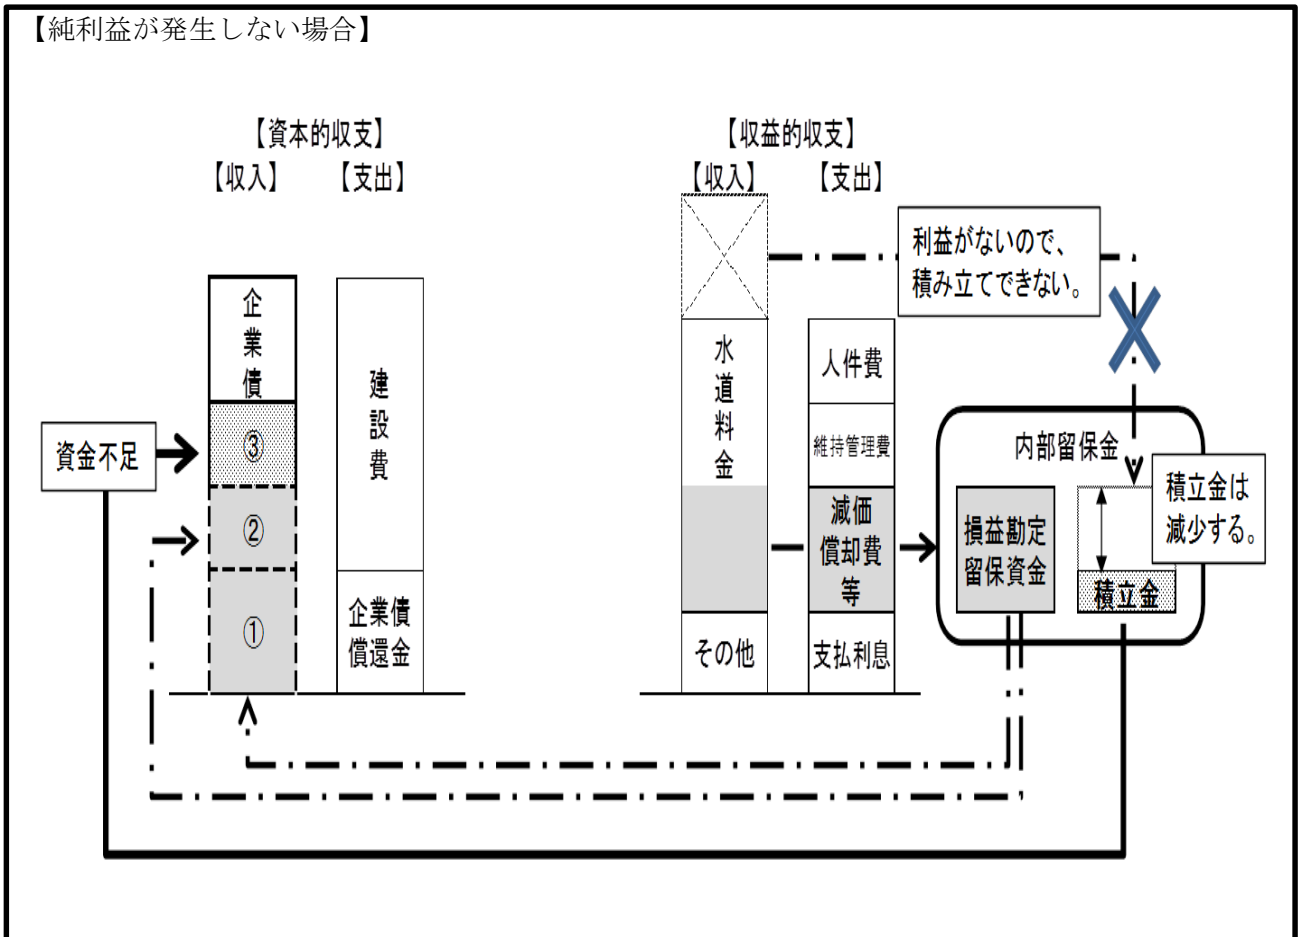 【純利益が発生しない場合】
【資本的収支】
【収入】
【支出】
企業債
③
②
①
建設費
企業債
償還金
資金不足
【収益的収支】
【収入】
【支出】
水道料金
その他
人件費
維持管理費
減価
償却費
等
支払利息
利益がないので、
積み立てできない。
内部留保金
損益勘定
留保資金
積立金
積立金は
減少する。